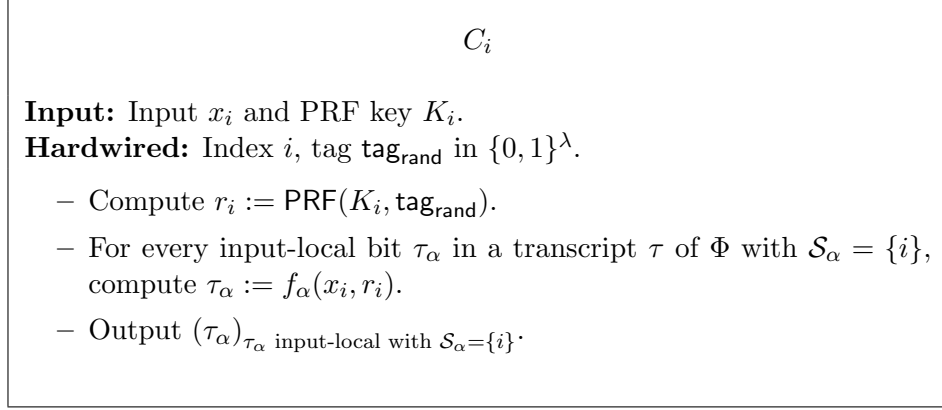 C_i
Input: Input x_i and PRF key K_i.
Hardwired: Index i, tag tag_rand in {0, 1}^λ.
– Compute r_i := PRF(K_i, tag_rand).
– For every input-local bit τ_α in a transcript τ of Φ with S_α = {i},
compute τ_α := f_α(x_i, r_i).
– Output (τ_α)_{τ_α input-local with S_α={i}}.